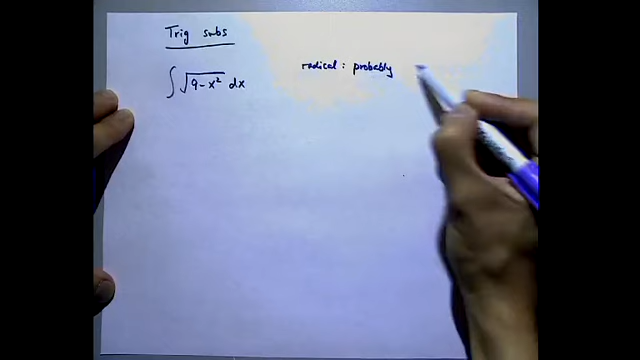 Trig subs
∫ √9-x² dx
radical : probably